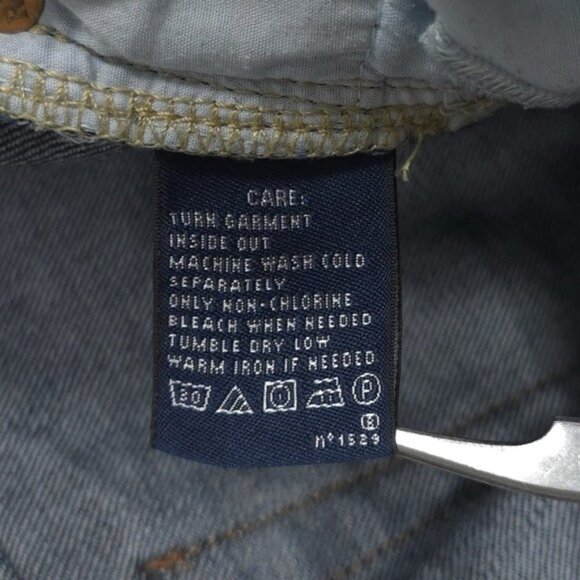 CARE:
TURN GARMENT
INSIDE OUT
MACHINE WASH COLD
SEPARATELY
ONLY NON-CHLORINE
BLEACH WHEN NEEDED
TUMBLE DRY LOW
WARM IRON IF NEEDED
30 P
R
nº1529